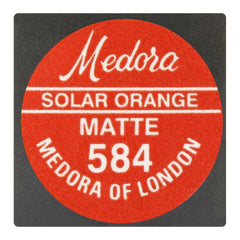 Medora
SOLAR ORANGE
MATTE
584
MEDORA OF LONDON